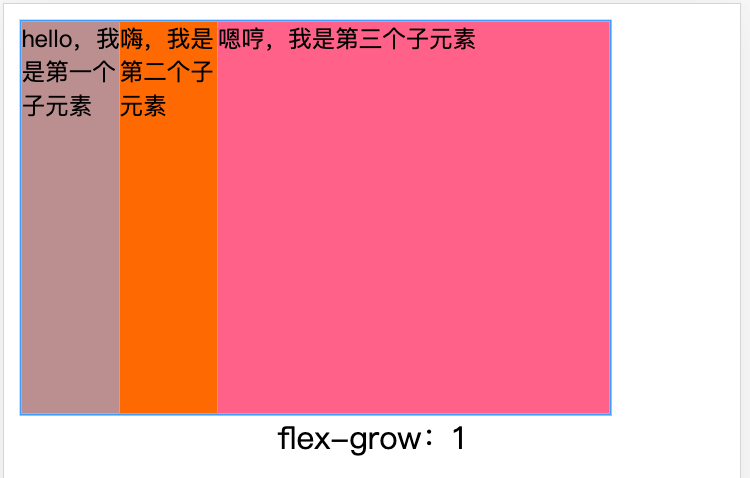 hello，我
是第一个
子元素
嗨，我是
第二个子
元素
嗯哼，我是第三个子元素
flex-grow：1